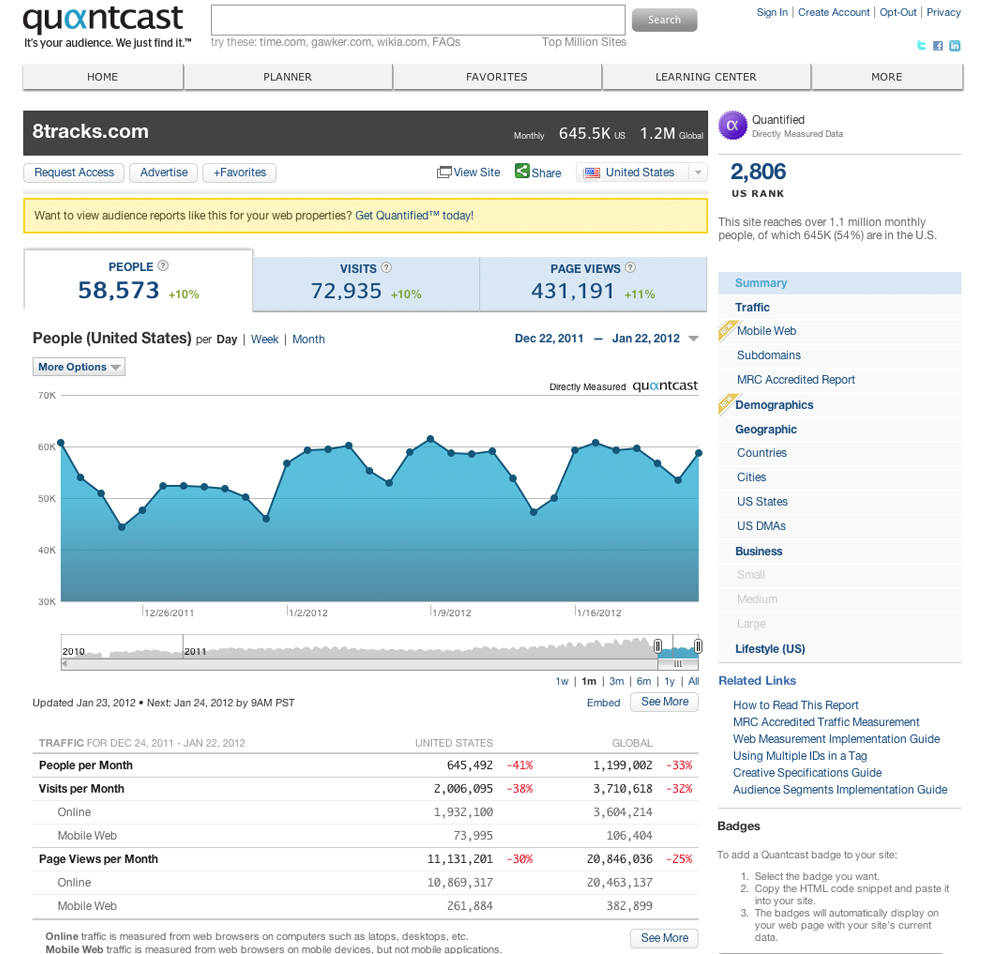 quantcast
It's your audience. We just find it.™
Search
try these: time.com, gawker.com, wikia.com, FAQs
Top Million Sites
Sign In | Create Account | Opt-Out | Privacy
HOME
PLANNER
FAVORITES
LEARNING CENTER
MORE
8tracks.com
Monthly 645.5K US 1.2M Global
Request Access
Advertise
+Favorites
View Site
Share
United States
Want to view audience reports like this for your web properties? Get Quantified™ today!
PEOPLE ?
58,573 +10%
VISITS ?
72,935 +10%
PAGE VIEWS ?
431,191 +11%
People (United States) per Day | Week | Month
Dec 22, 2011 — Jan 22, 2012
More Options
Directly Measured quantcast
70K
60K
50K
40K
30K
12/26/2011
1/2/2012
1/9/2012
1/16/2012
2010
2011
1w | 1m | 3m | 6m | 1y | All
Updated Jan 23, 2012 • Next: Jan 24, 2012 by 9AM PST
Embed
See More
TRAFFIC FOR DEC 24, 2011 - JAN 22, 2012 UNITED STATES GLOBAL
People per Month 645,492 -41% 1,199,002 -33%
Visits per Month 2,006,095 -38% 3,710,618 -32%
Online 1,932,100 3,604,214
Mobile Web 73,995 106,404
Page Views per Month 11,131,201 -30% 20,846,036 -25%
Online 10,869,317 20,463,137
Mobile Web 261,884 382,899
Online traffic is measured from web browsers on computers such as latops, desktops, etc.
Mobile Web traffic is measured from web browsers on mobile devices, but not mobile applications.
See More
α
Quantified
Directly Measured Data
2,806
US RANK
This site reaches over 1.1 million monthly
people, of which 645K (54%) are in the U.S.
Summary
Traffic
NEW
Mobile Web
Subdomains
MRC Accredited Report
NEW
Demographics
Geographic
Countries
Cities
US States
US DMAs
Business
Small
Medium
Large
Lifestyle (US)
Related Links
How to Read This Report
MRC Accredited Traffic Measurement
Web Measurement Implementation Guide
Using Multiple IDs in a Tag
Creative Specifications Guide
Audience Segments Implementation Guide
Badges
To add a Quantcast badge to your site:
1. Select the badge you want.
2. Copy the HTML code snippet and paste it
into your site.
3. The badges will automatically display on
your web page with your site's current
data.